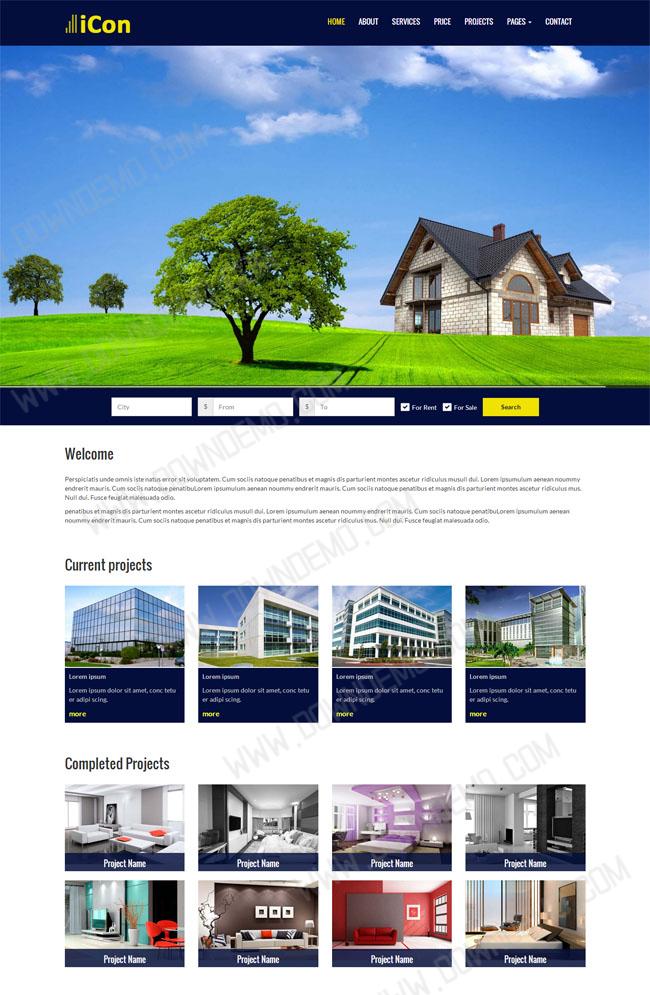 iCon
HOME ABOUT SERVICES PRICE PROJECTS PAGES CONTACT
City $ From $ To For Rent For Sale Search
Welcome
Perspiciatis unde omnis iste natus error sit voluptatem. Cum sociis natoque penatibus et magnis dis parturient montes ascetur ridiculus musull dui. Lorem ipsumulum aenean noummy
endrerit mauris. Cum sociis natoque penatibuLorem ipsumulum aenean noummy endrerit mauris. Cum sociis natoque penatibus et magnis dis parturient montes ascetur ridiculus mus.
Null dui. Fusce feugiat malesuada odio.
penatibus et magnis dis parturient montes ascetur ridiculus musull dui. Lorem ipsumulum aenean noummy endrerit mauris. Cum sociis natoque penatibuLorem ipsumulum aenean
noummy endrerit mauris. Cum sociis natoque penatibus et magnis dis parturient montes ascetur ridiculus mus. Null dui. Fusce feugiat malesuada odio.
Current projects
Lorem ipsum
Lorem ipsum dolor sit amet, conc tetu
er adipi scing.
more
Lorem ipsum
Lorem ipsum dolor sit amet, conc tetu
er adipi scing.
more
Lorem ipsum
Lorem ipsum dolor sit amet, conc tetu
er adipi scing.
more
Lorem ipsum
Lorem ipsum dolor sit amet, conc tetu
er adipi scing.
more
Completed Projects
Project Name Project Name Project Name Project Name
Project Name Project Name Project Name Project Name
WWW.DOWNDEMO.COM